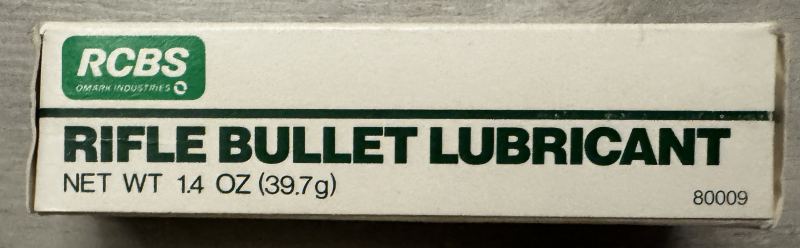 RCBS
OMARK INDUSTRIES
RIFLE BULLET LUBRICANT
NET WT 1.4 OZ (39.7g)
80009